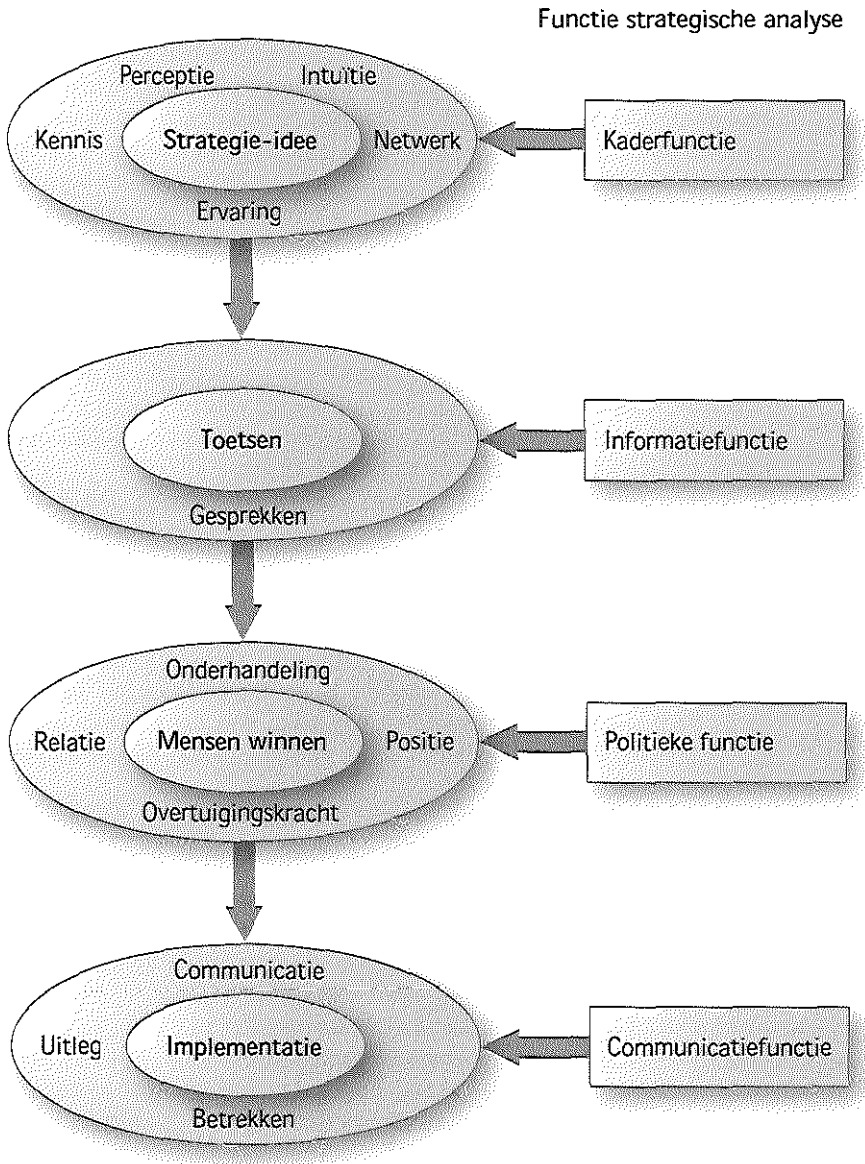 Functie strategische analyse
Perceptie Intuïtie
Kennis Strategie-idee Netwerk
Ervaring
Kaderfunctie
Toetsen
Gesprekken
Informatiefunctie
Onderhandeling
Relatie Mensen winnen Positie
Overtuigingskracht
Politieke functie
Communicatie
Uitleg Implementatie
Betrekken
Communicatiefunctie